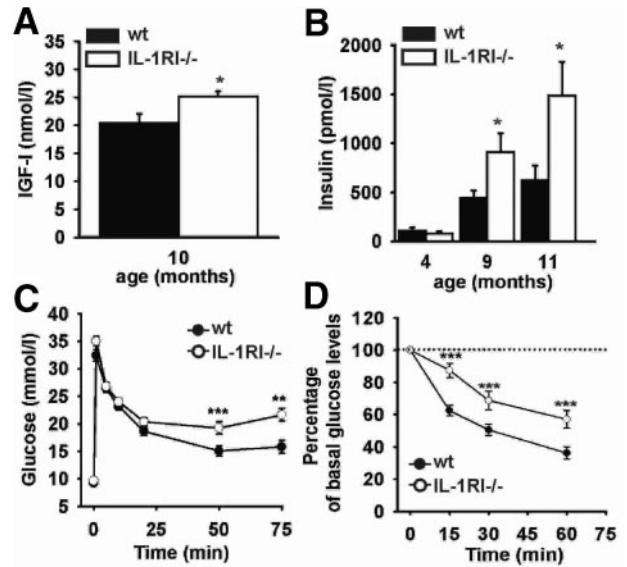 A
wt
IL-1RI-/-
IGF-I (nmol/l)
35
30
25
20
15
10
5
0
*
10
age (months)
B
wt
IL-1RI-/-
Insulin (pmol/l)
2000
1500
1000
500
0
*
*
4 9 11
age (months)
C
wt
IL-1RI-/-
Glucose (mmol/l)
40
35
30
25
20
15
10
5
***
**
0 25 50 75
Time (min)
D
Percentage
of basal glucose levels
120
100
80
60
40
20
0
***
***
***
wt
IL-1RI-/-
0 15 30 45 60 75
Time (min)